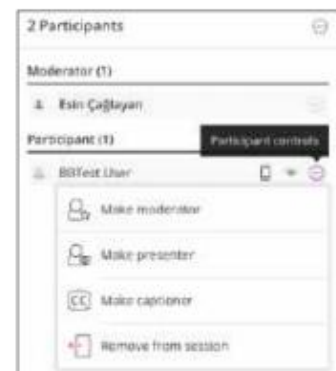 2 Participants
Moderator (1)
Esin Çağlayan
Participant (1)
Participant controls
BBTest User
Make moderator
Make presenter
CC Make captioner
Remove from session